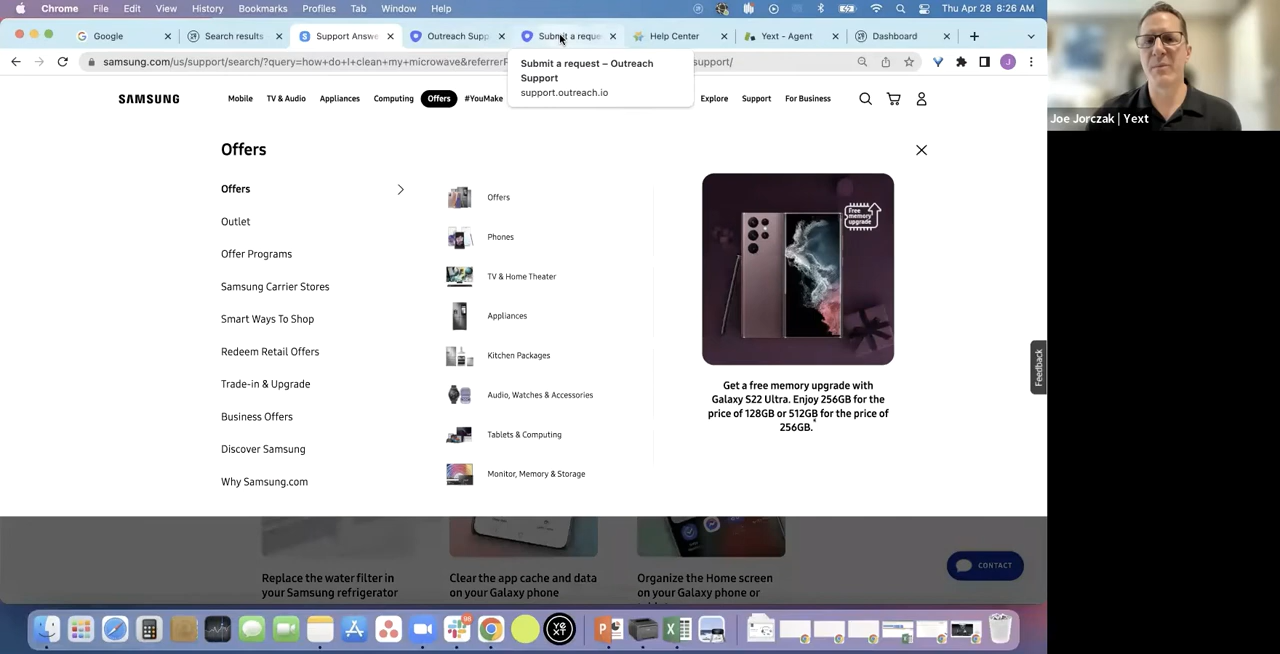 Chrome File Edit View History Bookmarks Profiles Tab Window Help Thu Apr 28 8:26 AM
Google Search results Support Answe Outreach Supp Submit a reque Help Center Yext - Agent Dashboard
samsung.com/us/support/search/?query=how+do+I+clean+my+microwave&referrerP support/
Submit a request – Outreach
Support
support.outreach.io
SAMSUNG Mobile TV & Audio Appliances Computing Offers #YouMake Explore Support For Business
Joe Jorczak | Yext
Offers
Offers
Outlet
Offer Programs
Samsung Carrier Stores
Smart Ways To Shop
Redeem Retail Offers
Trade-in & Upgrade
Business Offers
Discover Samsung
Why Samsung.com
Offers
Phones
TV & Home Theater
Appliances
Kitchen Packages
Audio, Watches & Accessories
Tablets & Computing
Monitor, Memory & Storage
Free
memory
upgrade
Get a free memory upgrade with
Galaxy S22 Ultra. Enjoy 256GB for the
price of 128GB or 512GB for the price of
256GB.*
Feedback
Replace the water filter in
your Samsung refrigerator
Clear the app cache and data
on your Galaxy phone
Organize the Home screen
on your Galaxy phone or
CONTACT